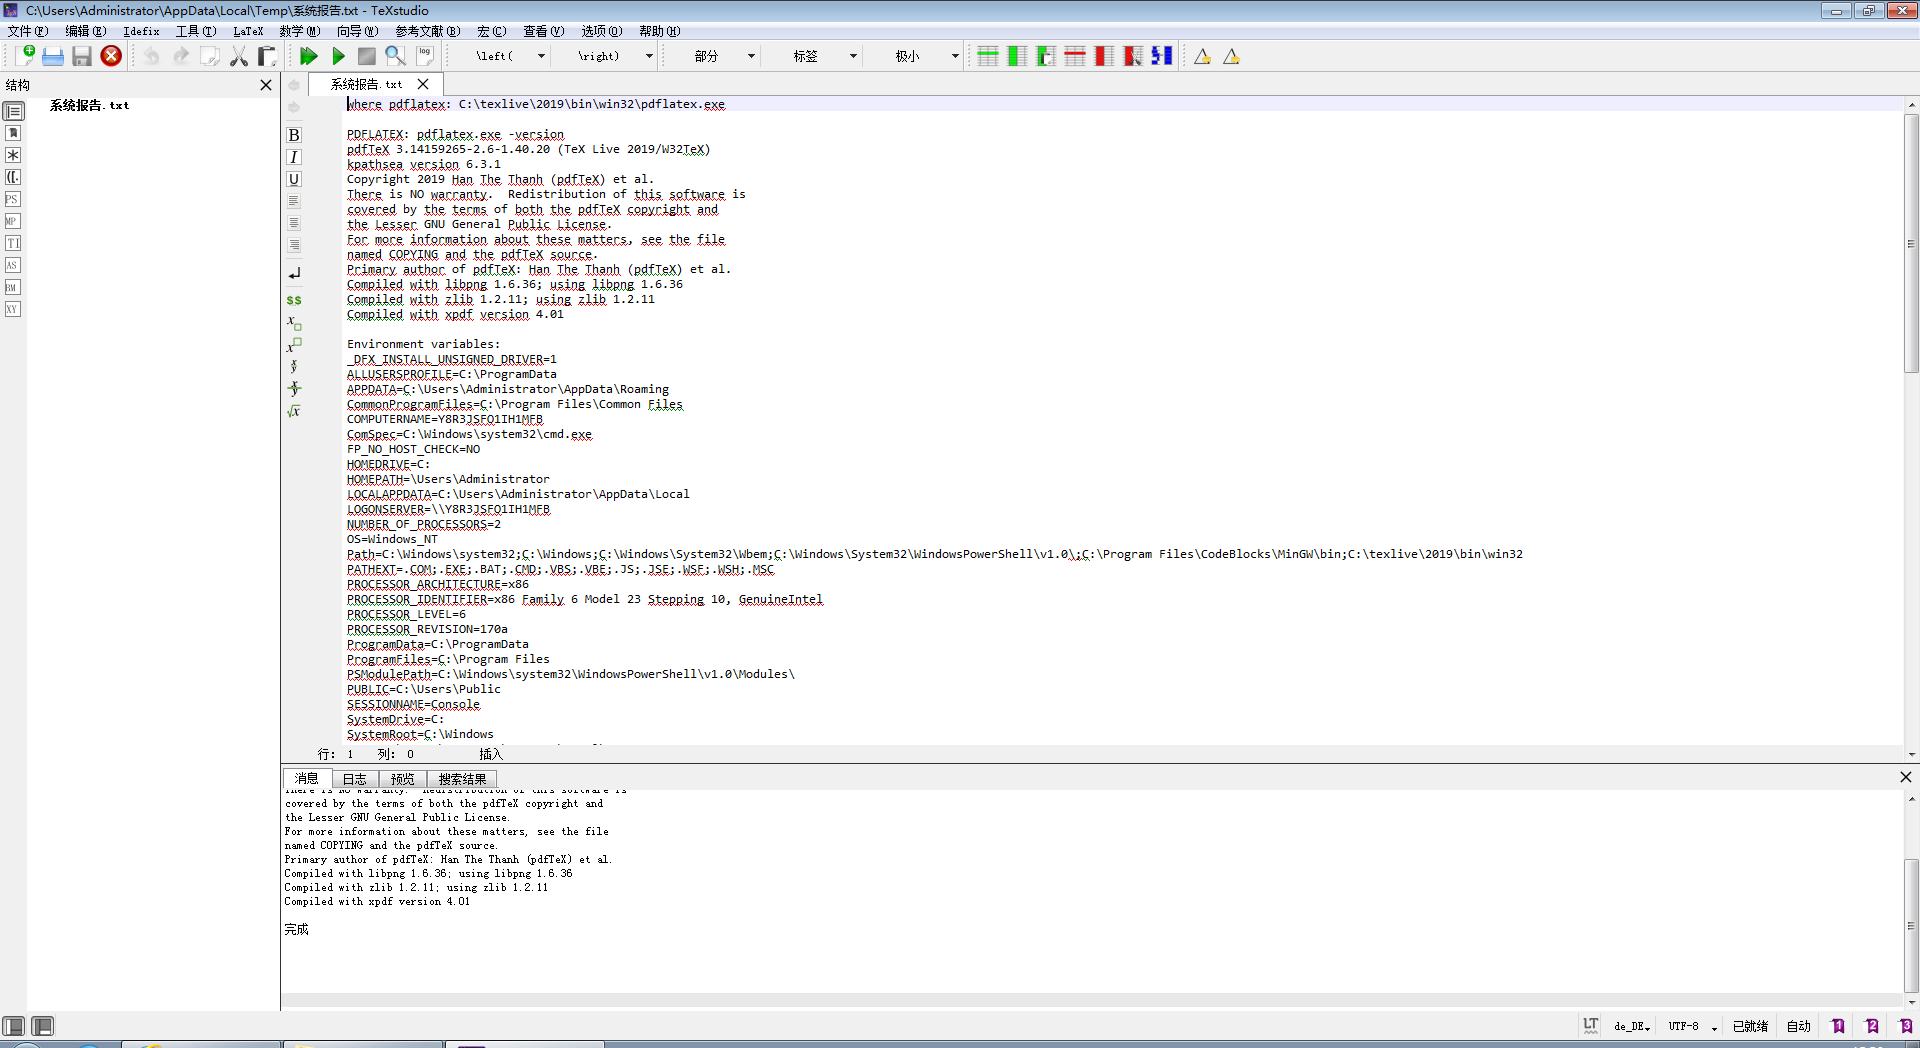 C:\Users\Administrator\AppData\Local\Temp\系统报告.txt - TeXstudio
文件(F) 编辑(E) Idefix 工具(T) LaTeX 数学(M) 向导(W) 参考文献(B) 宏(C) 查看(V) 选项(O) 帮助(H)
log \left( \right) 部分 标签 极小
结构
系统报告.txt
系统报告.txt
PS
MP
TI
AS
BM
XY
B
I
U
$$
where pdflatex: C:\texlive\2019\bin\win32\pdflatex.exe
PDFLATEX: pdflatex.exe -version
pdfTeX 3.14159265-2.6-1.40.20 (TeX Live 2019/W32TeX)
kpathsea version 6.3.1
Copyright 2019 Han The Thanh (pdfTeX) et al.
There is NO warranty.  Redistribution of this software is
covered by the terms of both the pdfTeX copyright and
the Lesser GNU General Public License.
For more information about these matters, see the file
named COPYING and the pdfTeX source.
Primary author of pdfTeX: Han The Thanh (pdfTeX) et al.
Compiled with libpng 1.6.36; using libpng 1.6.36
Compiled with zlib 1.2.11; using zlib 1.2.11
Compiled with xpdf version 4.01
Environment variables:
_DFX_INSTALL_UNSIGNED_DRIVER=1
ALLUSERSPROFILE=C:\ProgramData
APPDATA=C:\Users\Administrator\AppData\Roaming
CommonProgramFiles=C:\Program Files\Common Files
COMPUTERNAME=Y8R3JSFO1IH1MFB
ComSpec=C:\Windows\system32\cmd.exe
FP_NO_HOST_CHECK=NO
HOMEDRIVE=C:
HOMEPATH=\Users\Administrator
LOCALAPPDATA=C:\Users\Administrator\AppData\Local
LOGONSERVER=\\Y8R3JSFO1IH1MFB
NUMBER_OF_PROCESSORS=2
OS=Windows_NT
Path=C:\Windows\system32;C:\Windows;C:\Windows\System32\Wbem;C:\Windows\System32\WindowsPowerShell\v1.0\;C:\Program Files\CodeBlocks\MinGW\bin;C:\texlive\2019\bin\win32
PATHEXT=.COM;.EXE;.BAT;.CMD;.VBS;.VBE;.JS;.JSE;.WSF;.WSH;.MSC
PROCESSOR_ARCHITECTURE=x86
PROCESSOR_IDENTIFIER=x86 Family 6 Model 23 Stepping 10, GenuineIntel
PROCESSOR_LEVEL=6
PROCESSOR_REVISION=170a
ProgramData=C:\ProgramData
ProgramFiles=C:\Program Files
PSModulePath=C:\Windows\system32\WindowsPowerShell\v1.0\Modules\
PUBLIC=C:\Users\Public
SESSIONNAME=Console
SystemDrive=C:
SystemRoot=C:\Windows
行: 1 列: 0 插入
消息 日志 预览 搜索结果
There is NO warranty.  Redistribution of this software is
covered by the terms of both the pdfTeX copyright and
the Lesser GNU General Public License.
For more information about these matters, see the file
named COPYING and the pdfTeX source.
Primary author of pdfTeX: Han The Thanh (pdfTeX) et al.
Compiled with libpng 1.6.36; using libpng 1.6.36
Compiled with zlib 1.2.11; using zlib 1.2.11
Compiled with xpdf version 4.01
完成
LT de_DE UTF-8 已就绪 自动 1 2 3